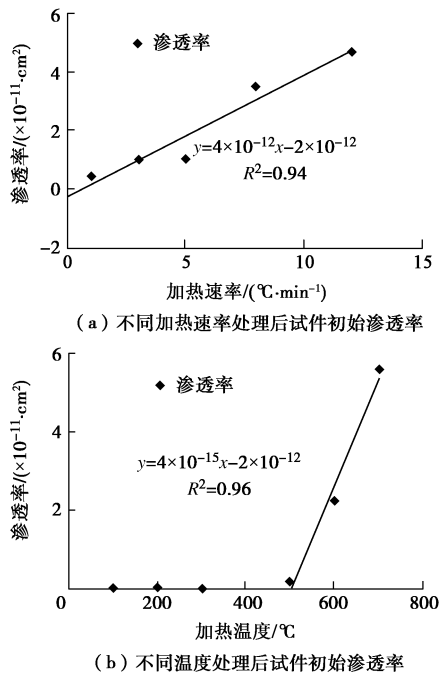 6
渗透率
4
渗透率/(×10⁻¹¹·cm²)
2
y=4×10⁻¹²x–2×10⁻¹²
R²=0.94
0
–2
0 5 10 15
加热速率/(℃·min⁻¹)
（a）不同加热速率处理后试件初始渗透率
6
渗透率
4
渗透率/(×10⁻¹¹·cm²)
y=4×10⁻¹⁵x–2×10⁻¹²
R²=0.96
2
0 200 400 600 800
加热温度/℃
（b）不同温度处理后试件初始渗透率